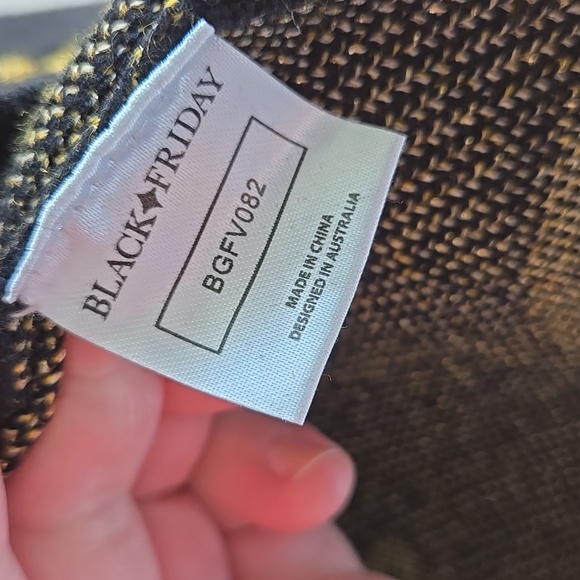 BLACK FRIDAY
BGFV082
MADE IN CHINA
DESIGNED IN AUSTRALIA